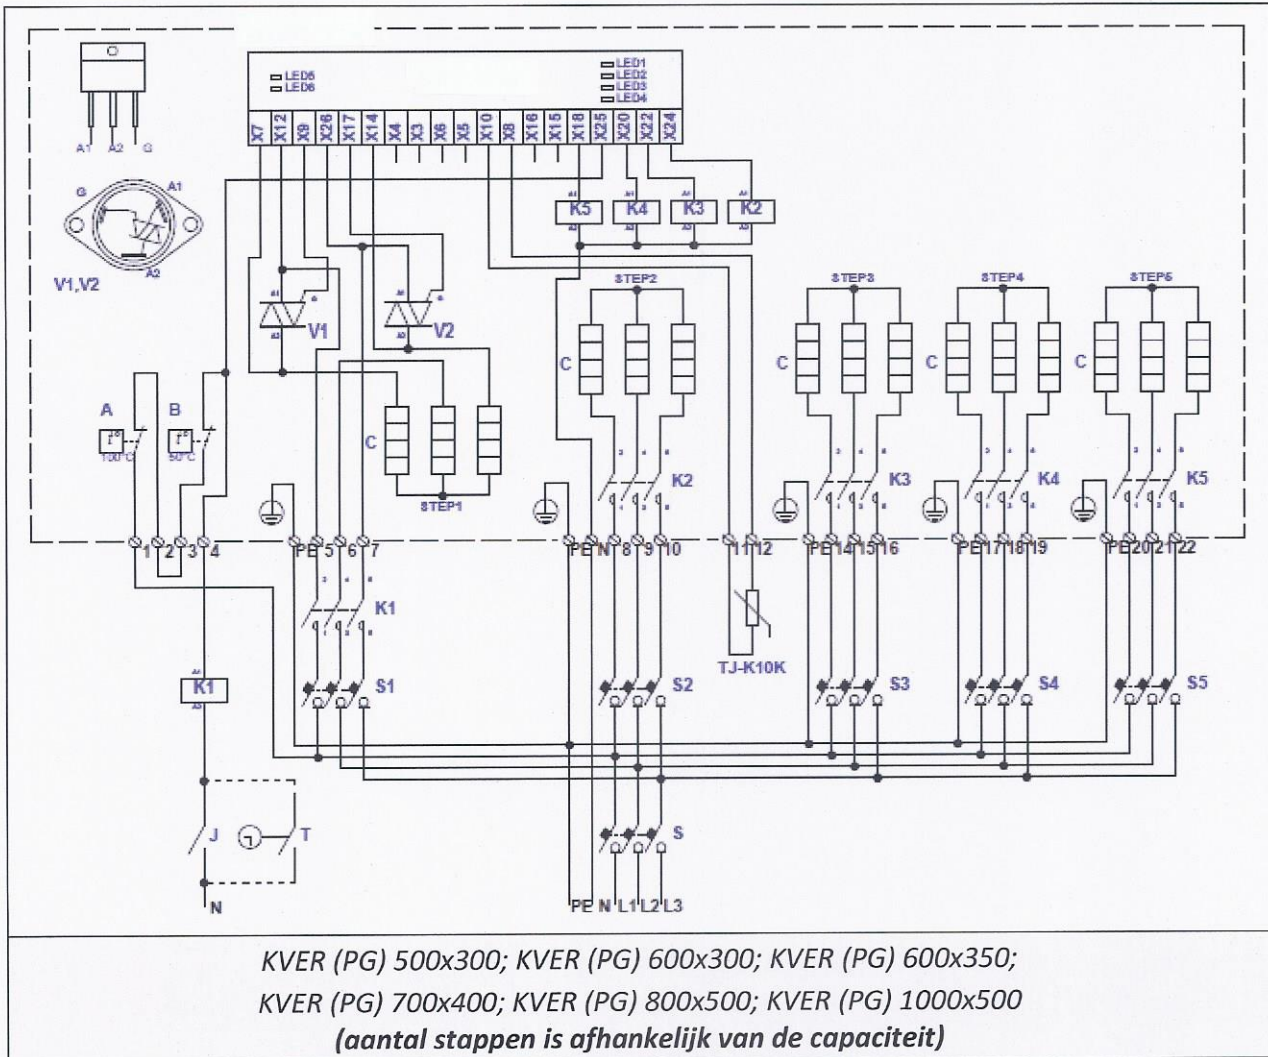 LED5
LED6
LED1
LED2
LED3
LED4
X7 X12 X9 X26 X17 X14 X4 X3 X6 X5 X10 X8 X16 X15 X18 X25 X20 X22 X24
A1 A2 G
G A1
A2
V1,V2
K5 K4 K3 K2
STEP2 STEP3 STEP4 STEP5
V1 V2
C C C C
A B
t° t°
100°C 50°C
C
STEP1
K2 K3 K4 K5
1 2 3 4 PE 5 6 7 PE N 8 9 10 11 12 PE 14 15 16 PE 17 18 19 PE 20 21 22
K1
TJ-K10K
K1 S1 S2 S3 S4 S5
J T S
N PE N L1 L2 L3
KVER (PG) 500x300; KVER (PG) 600x300; KVER (PG) 600x350;
KVER (PG) 700x400; KVER (PG) 800x500; KVER (PG) 1000x500
(aantal stappen is afhankelijk van de capaciteit)